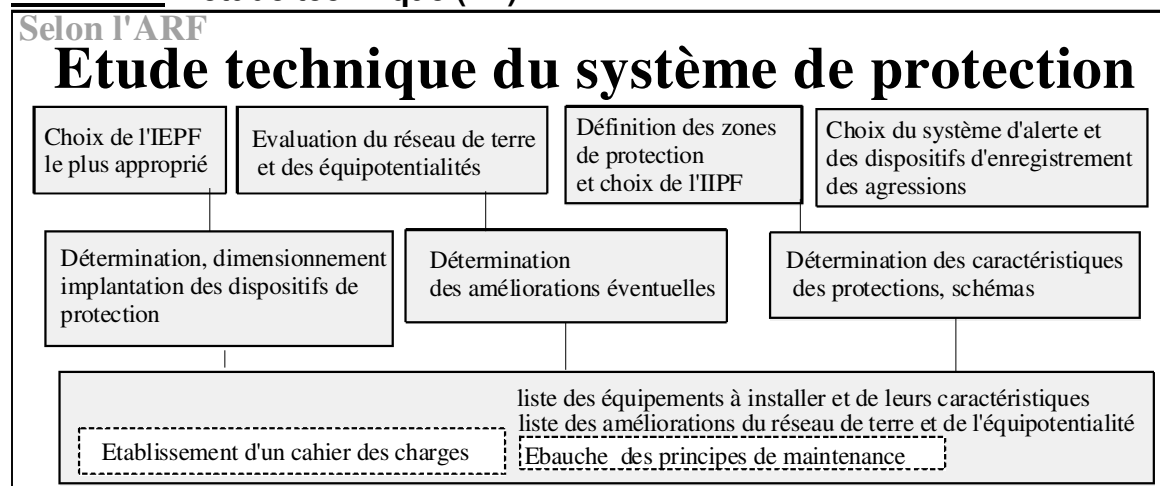 Selon l'ARF
Etude technique du système de protection
Choix de l'IEPF
le plus approprié
Evaluation du réseau de terre
et des équipotentialités
Définition des zones
de protection
et choix de l'IIPF
Choix du système d'alerte et
des dispositifs d'enregistrement
des agressions
Détermination, dimensionnement
implantation des dispositifs de
protection
Détermination
des améliorations éventuelles
Détermination des caractéristiques
des protections, schémas
liste des équipements à installer et de leurs caractéristiques
liste des améliorations du réseau de terre et de l'équipotentialité
Etablissement d'un cahier des charges
Ebauche des principes de maintenance